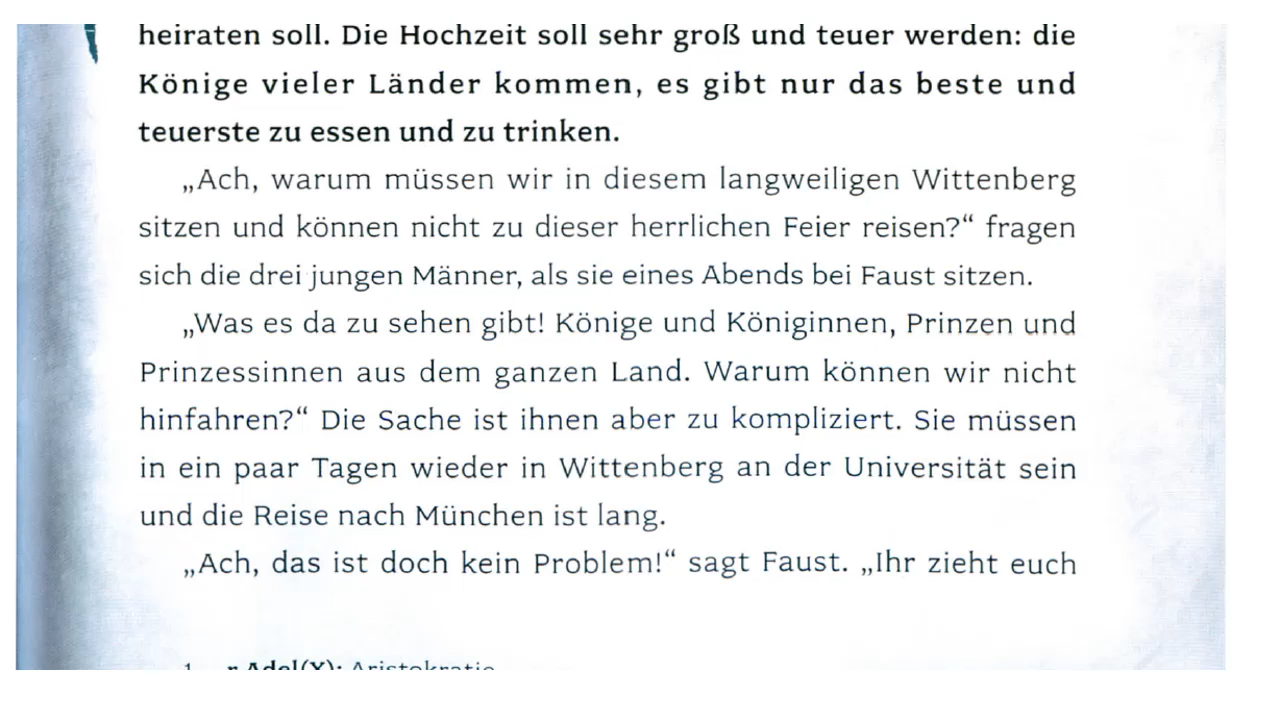 heiraten soll. Die Hochzeit soll sehr groß und teuer werden: die
Könige vieler Länder kommen, es gibt nur das beste und
teuerste zu essen und zu trinken.
„Ach, warum müssen wir in diesem langweiligen Wittenberg
sitzen und können nicht zu dieser herrlichen Feier reisen?“ fragen
sich die drei jungen Männer, als sie eines Abends bei Faust sitzen.
„Was es da zu sehen gibt! Könige und Königinnen, Prinzen und
Prinzessinnen aus dem ganzen Land. Warum können wir nicht
hinfahren?“ Die Sache ist ihnen aber zu kompliziert. Sie müssen
in ein paar Tagen wieder in Wittenberg an der Universität sein
und die Reise nach München ist lang.
„Ach, das ist doch kein Problem!“ sagt Faust. „Ihr zieht euch
1 r Adel(X): Aristokratie